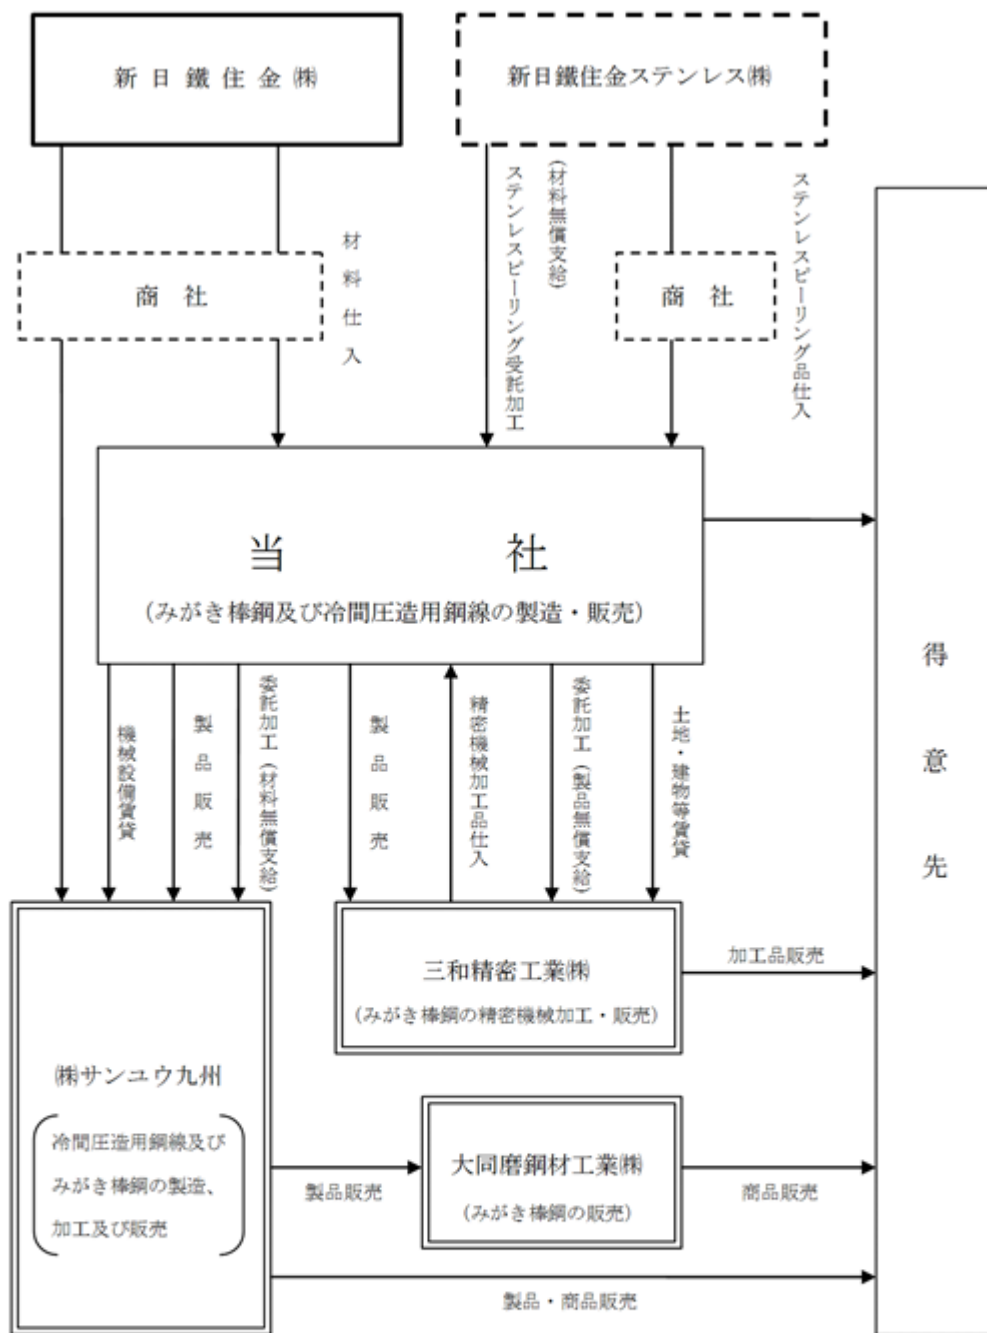 新日鐵住金㈱
新日鐵住金ステンレス㈱
商社
材料仕入
ステンレスピーリング受託加工
(材料無償支給)
商社
ステンレスピーリング品仕入
当社
(みがき棒鋼及び冷間圧造用鋼線の製造・販売)
得意先
機械設備賃貸
製品販売
委託加工(材料無償支給)
製品販売
精密機械加工品仕入
委託加工(製品無償支給)
土地・建物等賃貸
三和精密工業㈱
(みがき棒鋼の精密機械加工・販売)
加工品販売
㈱サンユウ九州
冷間圧造用鋼線及び
みがき棒鋼の製造、
加工及び販売
製品販売
大同磨鋼材工業㈱
(みがき棒鋼の販売)
商品販売
製品・商品販売